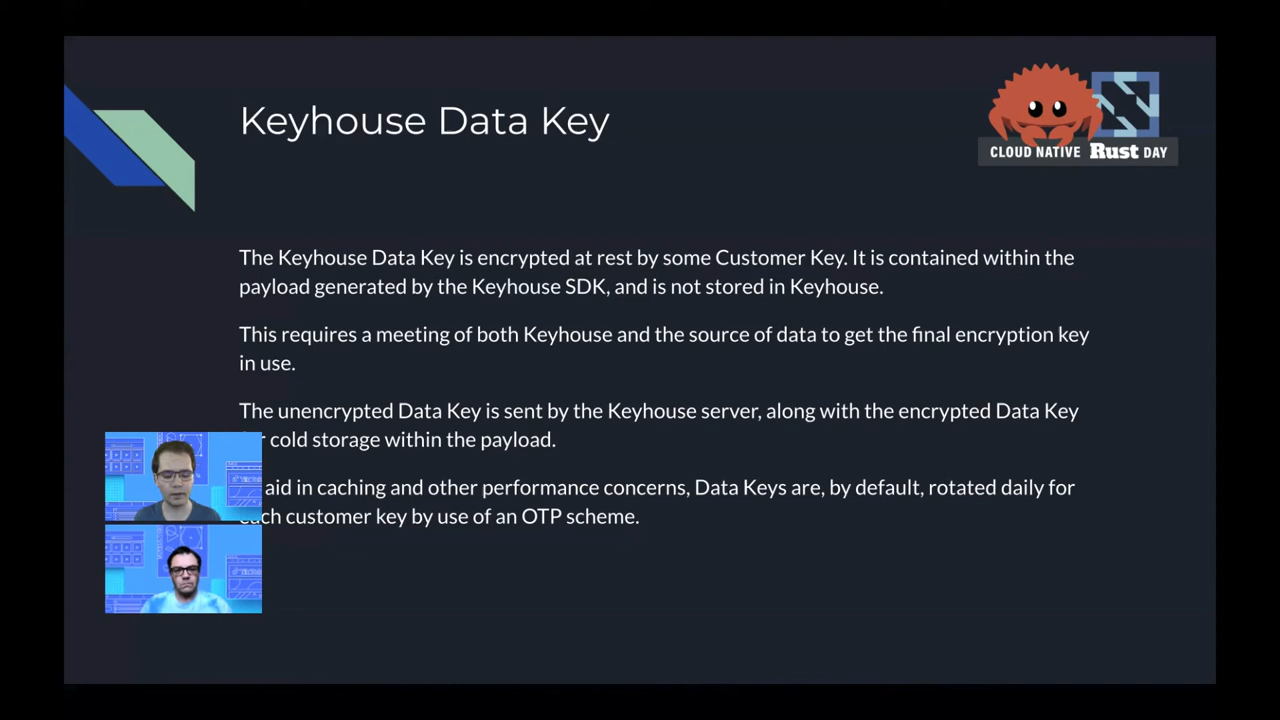 Keyhouse Data Key
CLOUD NATIVE Rust DAY
The Keyhouse Data Key is encrypted at rest by some Customer Key. It is contained within the
payload generated by the Keyhouse SDK, and is not stored in Keyhouse.
This requires a meeting of both Keyhouse and the source of data to get the final encryption key
in use.
The unencrypted Data Key is sent by the Keyhouse server, along with the encrypted Data Key
cold storage within the payload.
aid in caching and other performance concerns, Data Keys are, by default, rotated daily for
customer key by use of an OTP scheme.